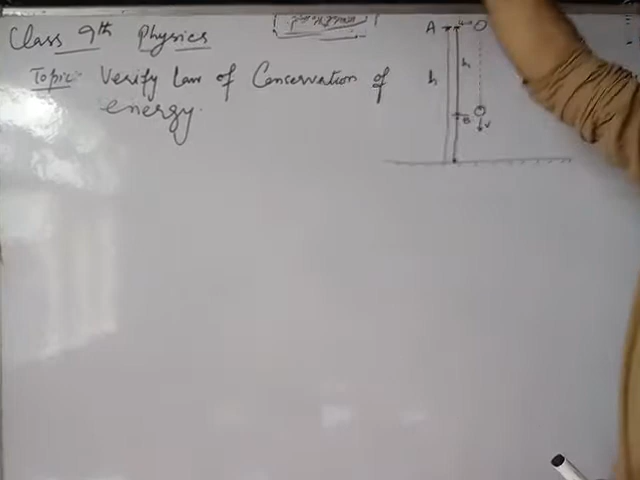 Class 9th Physics
Topic: Verify Law of Conservation of
energy.
A
h
h
B
v